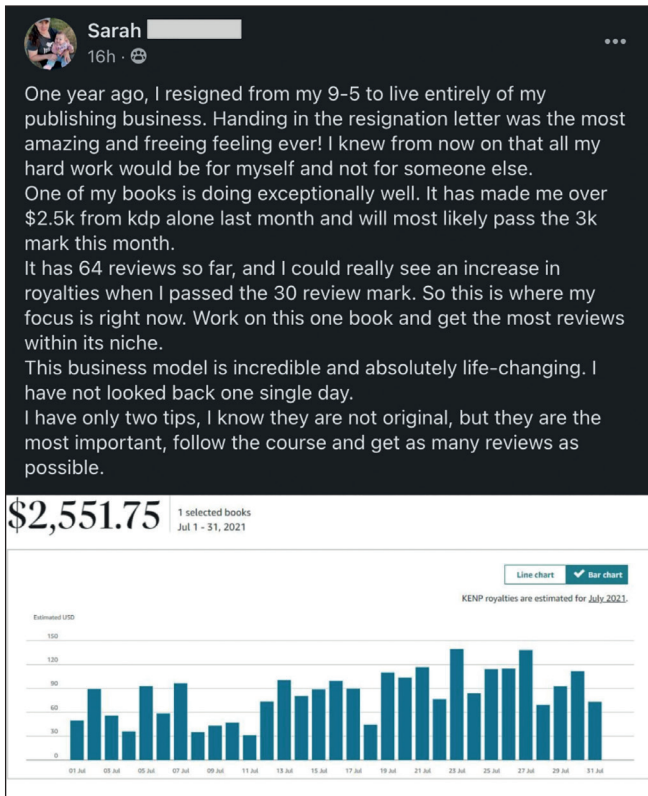 Sarah
16h ·
One year ago, I resigned from my 9-5 to live entirely of my
publishing business. Handing in the resignation letter was the most
amazing and freeing feeling ever! I knew from now on that all my
hard work would be for myself and not for someone else.
One of my books is doing exceptionally well. It has made me over
$2.5k from kdp alone last month and will most likely pass the 3k
mark this month.
It has 64 reviews so far, and I could really see an increase in
royalties when I passed the 30 review mark. So this is where my
focus is right now. Work on this one book and get the most reviews
within its niche.
This business model is incredible and absolutely life-changing. I
have not looked back one single day.
I have only two tips, I know they are not original, but they are the
most important, follow the course and get as many reviews as
possible.
$2,551.75
1 selected books
Jul 1 - 31, 2021
Line chart
Bar chart
KENP royalties are estimated for July 2021.
Estimated USD
150
120
90
60
30
0
01 Jul 03 Jul 05 Jul 07 Jul 09 Jul 11 Jul 13 Jul 15 Jul 17 Jul 19 Jul 21 Jul 23 Jul 25 Jul 27 Jul 29 Jul 31 Jul